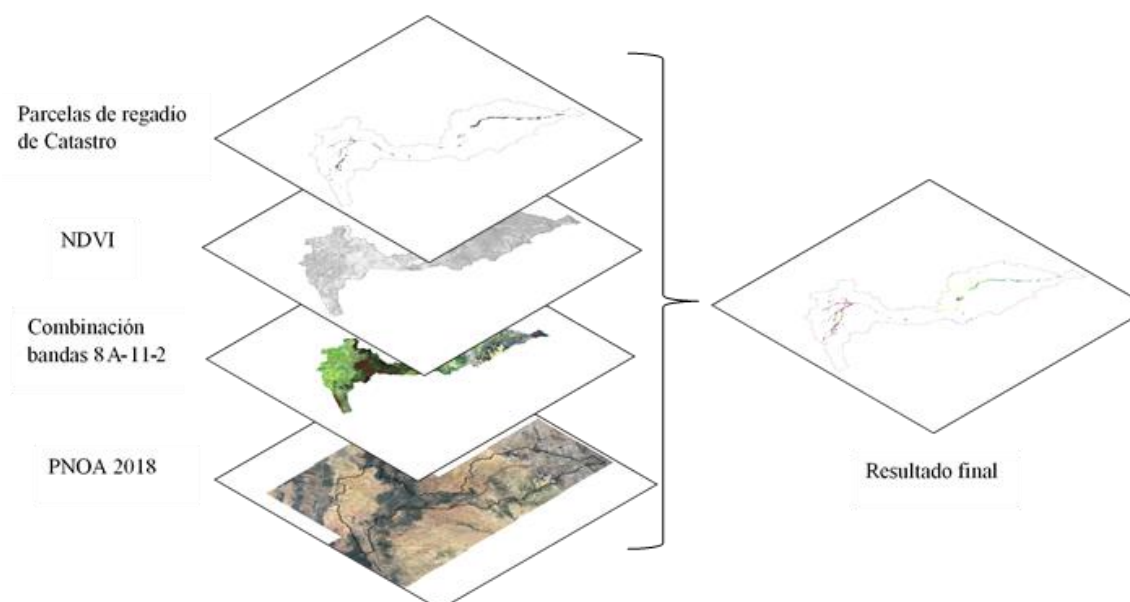 Parcelas de regadío
de Catastro
NDVI
Combinación
bandas 8A-11-2
PNOA 2018
Resultado final